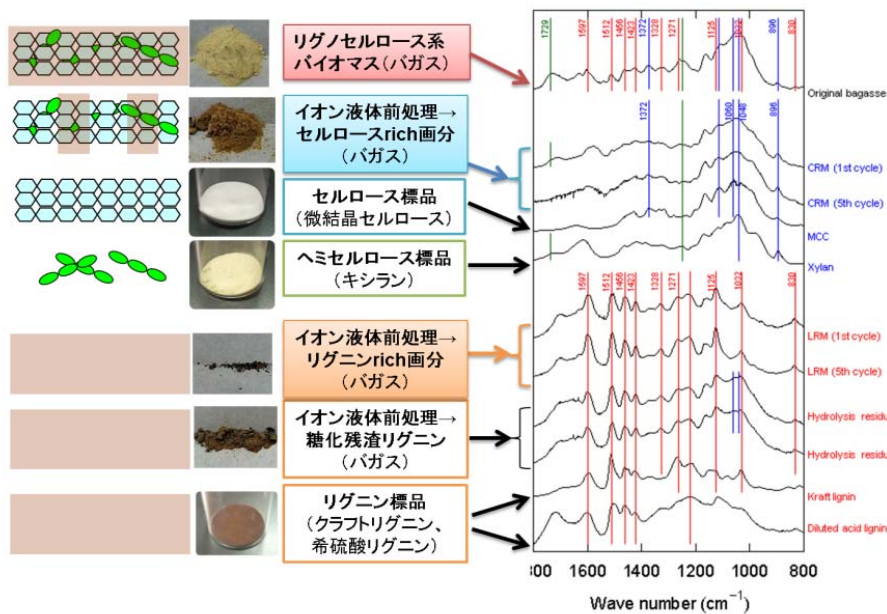 リグノセルロース系
バイオマス(バガス)
イオン液体前処理→
セルロースrich画分
(バガス)
セルロース標品
(微結晶セルロース)
ヘミセルロース標品
(キシラン)
イオン液体前処理→
リグニンrich画分
(バガス)
イオン液体前処理→
糖化残渣リグニン
(バガス)
リグニン標品
(クラフトリグニン、
希硫酸リグニン)
1729
1597
1512
1456
1423
1372
1328
1271
1125
1032
896
830
Original bagasse
1372
1060
1048
896
CRM (1st cycle)
CRM (5th cycle)
MCC
Xylan
1597
1512
1456
1423
1328
1271
1125
1032
830
LRM (1st cycle)
LRM (5th cycle)
Hydrolysis residu
Hydrolysis residu
Kraft lignin
Diluted acid lignin
1600
1400
1200
1000
800
Wave number (cm⁻¹)